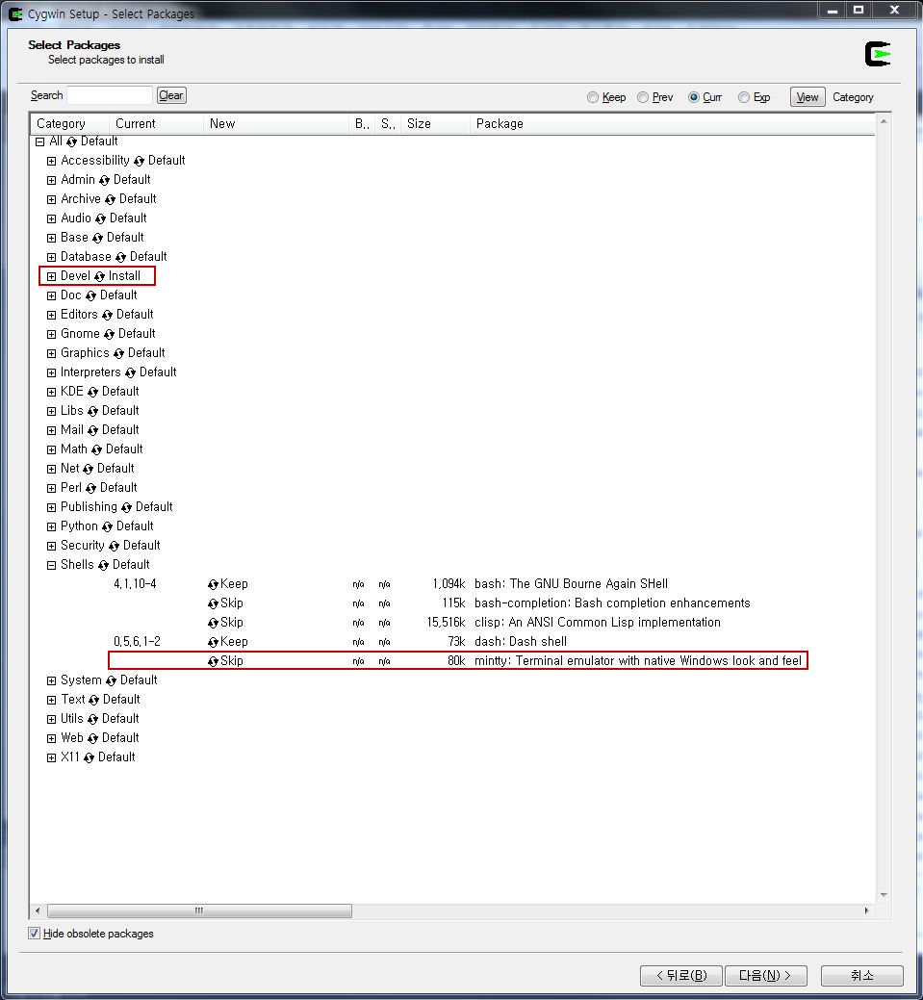 Cygwin Setup - Select Packages
Select Packages
Select packages to install
Search Clear Keep Prev Curr Exp View Category
Category Current New B.. S.. Size Package
All Default
Accessibility Default
Admin Default
Archive Default
Audio Default
Base Default
Database Default
Devel Install
Doc Default
Editors Default
Gnome Default
Graphics Default
Interpreters Default
KDE Default
Libs Default
Mail Default
Math Default
Net Default
Perl Default
Publishing Default
Python Default
Security Default
Shells Default
4.1.10-4 Keep n/a n/a 1,094k bash: The GNU Bourne Again SHell
Skip n/a n/a 115k bash-completion: Bash completion enhancements
Skip n/a n/a 15,516k clisp: An ANSI Common Lisp implementation
0.5.6.1-2 Keep n/a n/a 73k dash: Dash shell
Skip n/a n/a 80k mintty: Terminal emulator with native Windows look and feel
System Default
Text Default
Utils Default
Web Default
X11 Default
Hide obsolete packages
< 뒤로(B) 다음(N) > 취소